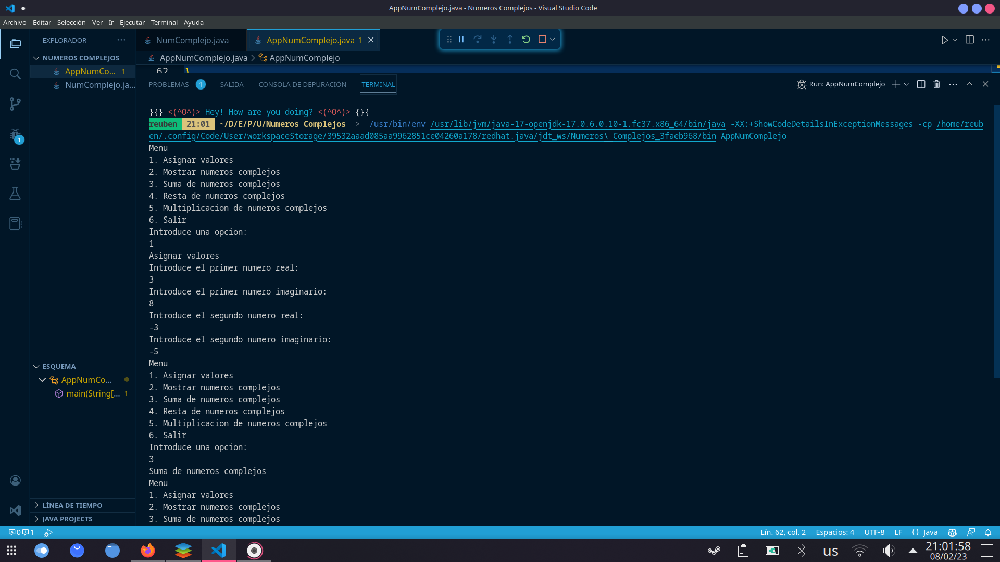 AppNumComplejo.java - Numeros Complejos - Visual Studio Code
Archivo Editar Selección Ver Ir Ejecutar Terminal Ayuda
EXPLORADOR
NUMEROS COMPLEJOS
AppNumCo... 1
NumComplejo.ja...
NumComplejo.java
AppNumComplejo.java 1
AppNumComplejo.java > AppNumComplejo
62 }
PROBLEMAS 1 SALIDA CONSOLA DE DEPURACIÓN TERMINAL
Run: AppNumComplejo
}{} <(^O^)> Hey! How are you doing? <(^O^)> {}{
reuben 21:01 ~/D/E/P/U/Numeros Complejos > /usr/bin/env /usr/lib/jvm/java-17-openjdk-17.0.6.0.10-1.fc37.x86_64/bin/java -XX:+ShowCodeDetailsInExceptionMessages -cp /home/reub
en/.config/Code/User/workspaceStorage/39532aaad085aa9962851ce04260a178/redhat.java/jdt_ws/Numeros\ Complejos_3faeb968/bin AppNumComplejo
Menu
1. Asignar valores
2. Mostrar numeros complejos
3. Suma de numeros complejos
4. Resta de numeros complejos
5. Multiplicacion de numeros complejos
6. Salir
Introduce una opcion:
1
Asignar valores
Introduce el primer numero real:
3
Introduce el primer numero imaginario:
8
Introduce el segundo numero real:
-3
Introduce el segundo numero imaginario:
-5
Menu
1. Asignar valores
2. Mostrar numeros complejos
3. Suma de numeros complejos
4. Resta de numeros complejos
5. Multiplicacion de numeros complejos
6. Salir
Introduce una opcion:
3
Suma de numeros complejos
Menu
1. Asignar valores
2. Mostrar numeros complejos
3. Suma de numeros complejos
1
ESQUEMA
AppNumCo...
main(String[... 1
LÍNEA DE TIEMPO
JAVA PROJECTS
0 1
Lín. 62, col. 2 Espacios: 4 UTF-8 LF {} Java
us
21:01:58
08/02/23